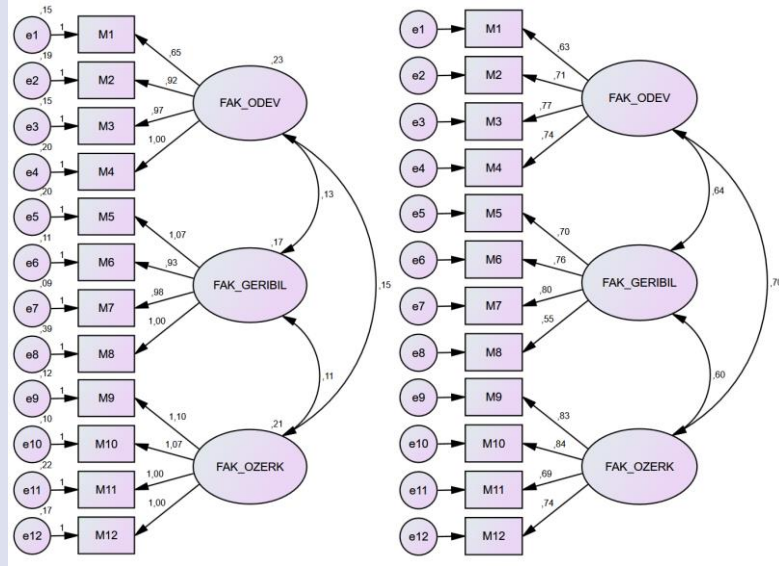 ,15
e1 1 M1
,65
,23
,19
e2 1 M2
,92
FAK_ODEV
,15
e3 1 M3
,97
,20
e4 1 M4
1,00
,20
e5 1 M5
,13
1,07
,17
,11
e6 1 M6
,93
FAK_GERIBIL
,15
,09
e7 1 M7
,98
,39
e8 1 M8
1,00
,12
e9 1 M9
,11
1,10
,21
,10
e10 1 M10
1,07
FAK_OZERK
,22
e11 1 M11
1,00
,17
e12 1 M12
1,00
e1 M1
,63
e2 M2
,71
FAK_ODEV
e3 M3
,77
e4 M4
,74
e5 M5
,64
,70
e6 M6
,76
FAK_GERIBIL
,70
e7 M7
,80
e8 M8
,55
e9 M9
,60
,83
e10 M10
,84
FAK_OZERK
e11 M11
,69
e12 M12
,74